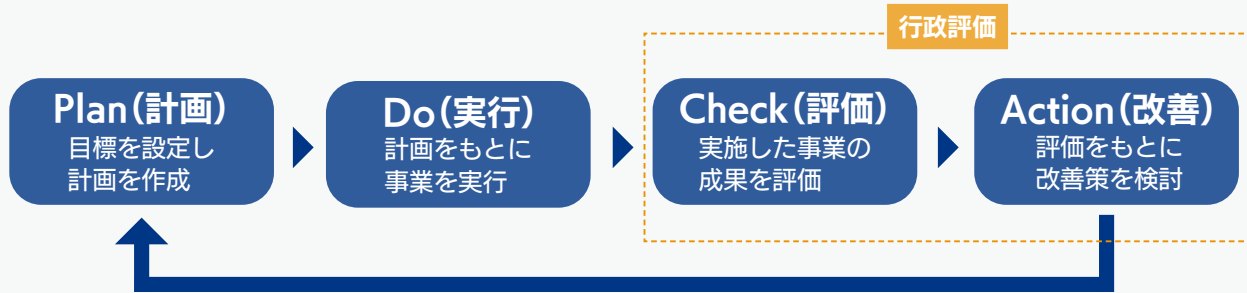 行政評価
Plan(計画)
目標を設定し
計画を作成
Do(実行)
計画をもとに
事業を実行
Check(評価)
実施した事業の
成果を評価
Action(改善)
評価をもとに
改善策を検討